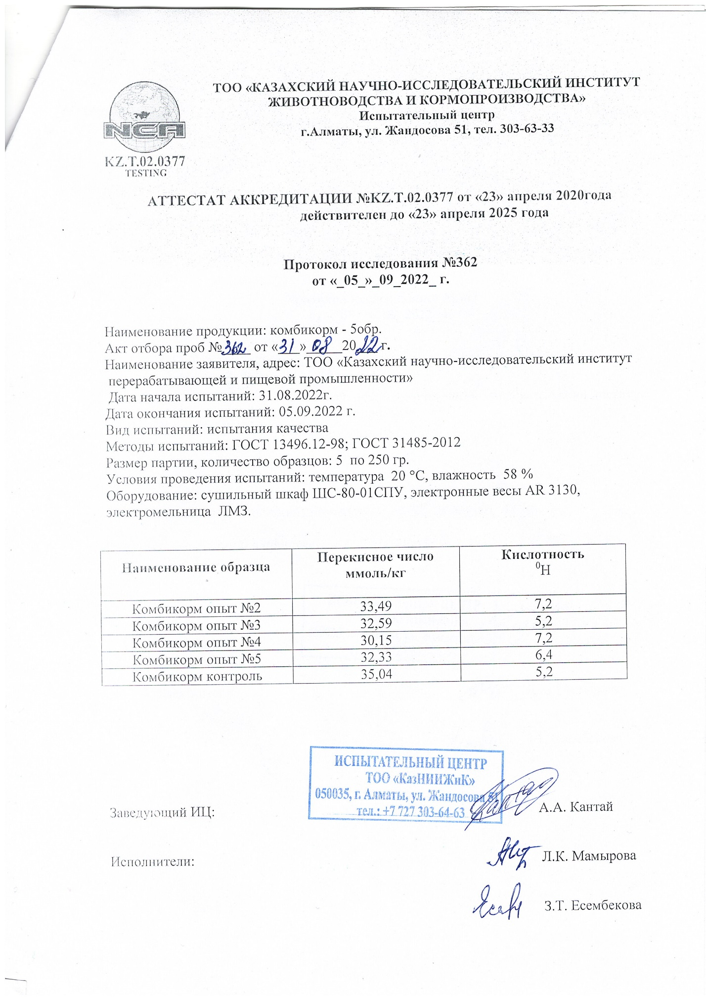 ТОО «КАЗАХСКИЙ НАУЧНО-ИССЛЕДОВАТЕЛЬСКИЙ ИНСТИТУТ
ЖИВОТНОВОДСТВА И КОРМОПРОИЗВОДСТВА»
Испытательный центр
г.Алматы, ул. Жандосова 51, тел. 303-63-33
NCA
KZ.T.02.0377
TESTING
АТТЕСТАТ АККРЕДИТАЦИИ №KZ.T.02.0377 от «23» апреля 2020года
действителен до «23» апреля 2025 года
Протокол исследования №362
от «_05_»_09_2022_ г.
Наименование продукции: комбикорм - 5обр.
Акт отбора проб №362 от «31» 08 2022 г.
Наименование заявителя, адрес: ТОО «Казахский научно-исследовательский институт
перерабатывающей и пищевой промышленности»
Дата начала испытаний: 31.08.2022г.
Дата окончания испытаний: 05.09.2022 г.
Вид испытаний: испытания качества
Методы испытаний: ГОСТ 13496.12-98; ГОСТ 31485-2012
Размер партии, количество образцов: 5 по 250 гр.
Условия проведения испытаний: температура 20 °С, влажность 58 %
Оборудование: сушильный шкаф ШС-80-01СПУ, электронные весы AR 3130,
электромельница ЛМЗ.
Наименование образца Перекисное число ммоль/кг Кислотность ⁰Н
Комбикорм опыт №2 33,49 7,2
Комбикорм опыт №3 32,59 5,2
Комбикорм опыт №4 30,15 7,2
Комбикорм опыт №5 32,33 6,4
Комбикорм контроль 35,04 5,2
ИСПЫТАТЕЛЬНЫЙ ЦЕНТР
ТОО «КазНИИЖиК»
050035, г. Алматы, ул. Жандосова 51
тел.: +7 727 303-64-63
Заведующий ИЦ: А.А. Кантай
Исполнители: Л.К. Мамырова
З.Т. Есембекова